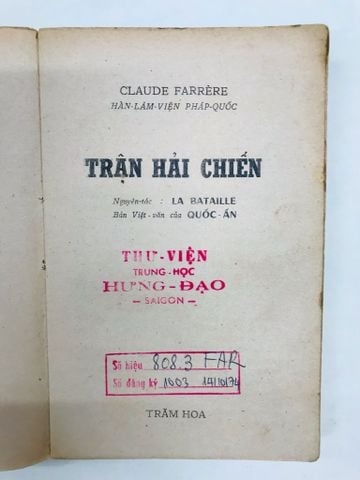 CLAUDE FARRÈRE
HÀN-LÂM-VIỆN PHÁP-QUỐC
TRẬN HẢI CHIẾN
Nguyên-tác : LA BATAILLE
Bản Việt-văn của QUỐC-ẤN
THƯ-VIỆN
TRUNG-HỌC
HƯNG-ĐẠO
— SAIGON —
Số hiệu 808.3 FAR
Số đăng ký 1003 14/10/74
TRĂM HOA